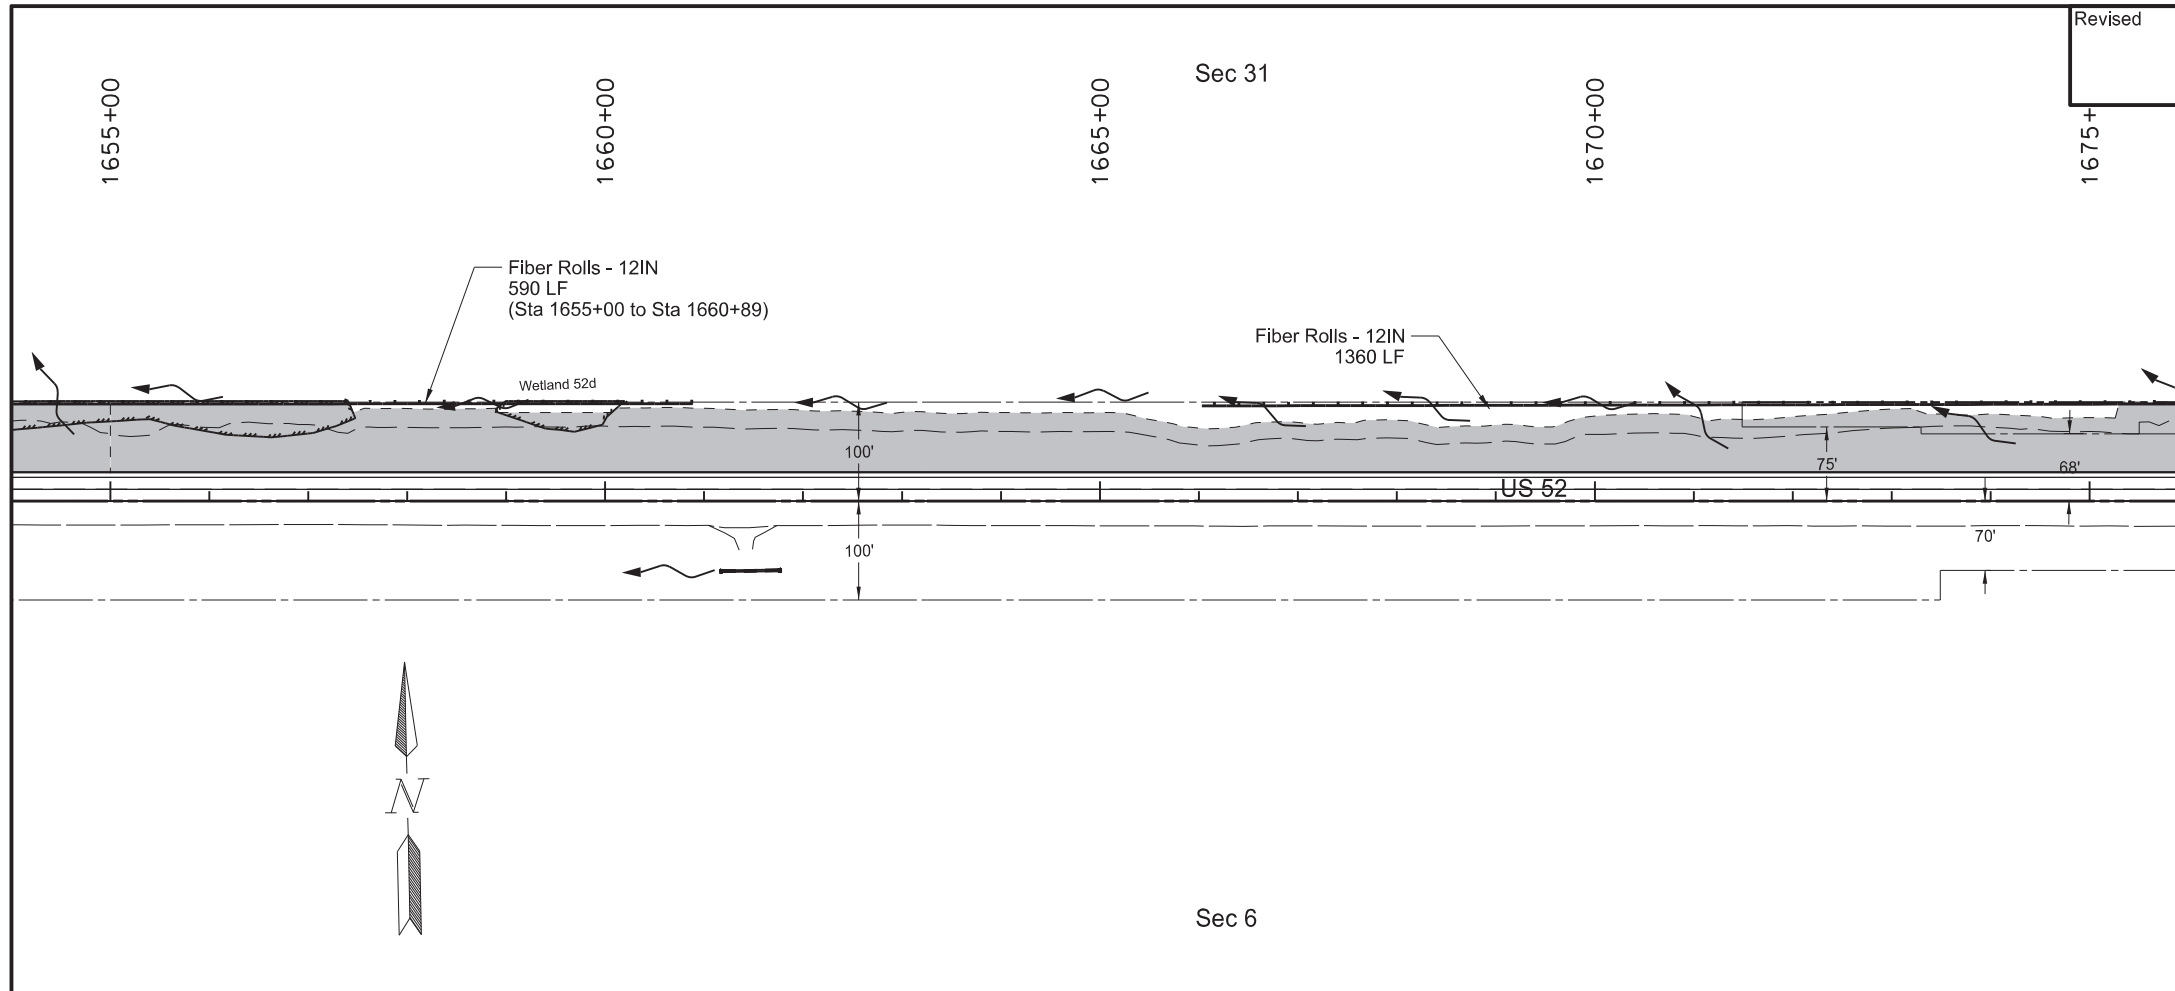 Revised
Sec 31
1655+00
1660+00
1665+00
1670+00
1675+
Fiber Rolls - 12IN
590 LF
(Sta 1655+00 to Sta 1660+89)
Fiber Rolls - 12IN
1360 LF
Wetland 52d
100'
75'
68'
US 52
100'
70'
N
Sec 6